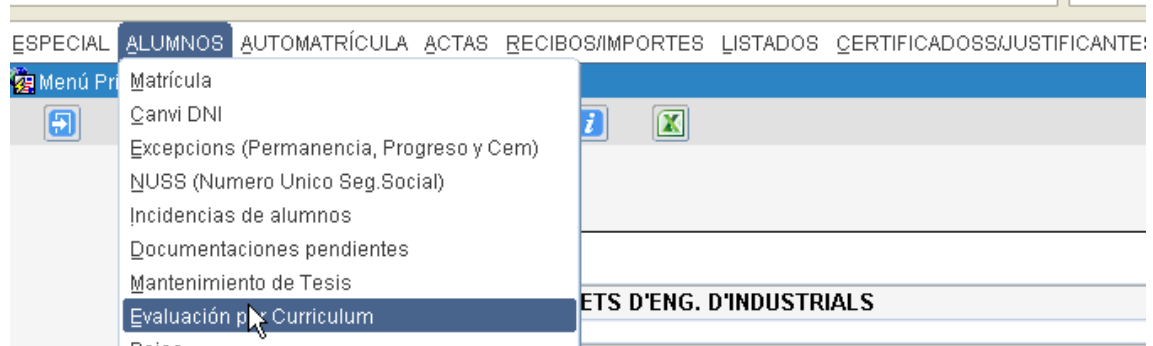 ESPECIAL ALUMNOS AUTOMATRÍCULA ACTAS RECIBOS/IMPORTES LISTADOS CERTIFICADOSS/JUSTIFICANTES
Menú Pri
Matrícula
Canvi DNI
Excepcions (Permanencia, Progreso y Cem)
NUSS (Numero Unico Seg.Social)
Incidencias de alumnos
Documentaciones pendientes
Mantenimiento de Tesis
Evaluación por Curriculum
ETS D'ENG. D'INDUSTRIALS